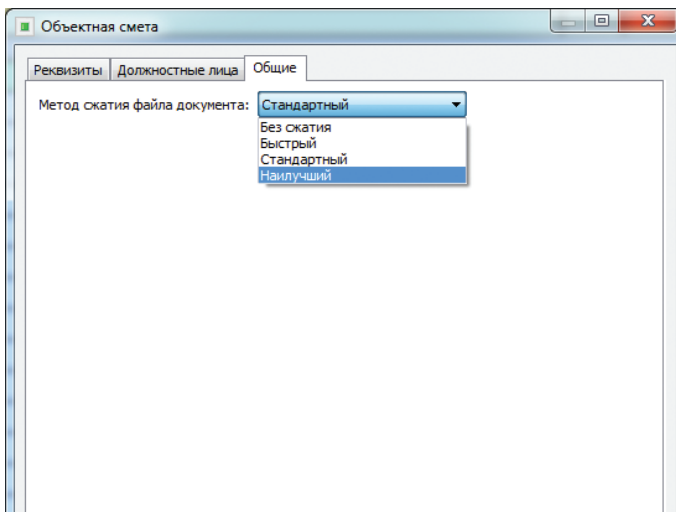 Объектная смета
Реквизиты Должностные лица Общие
Метод сжатия файла документа: Стандартный
Без сжатия
Быстрый
Стандартный
Наилучший